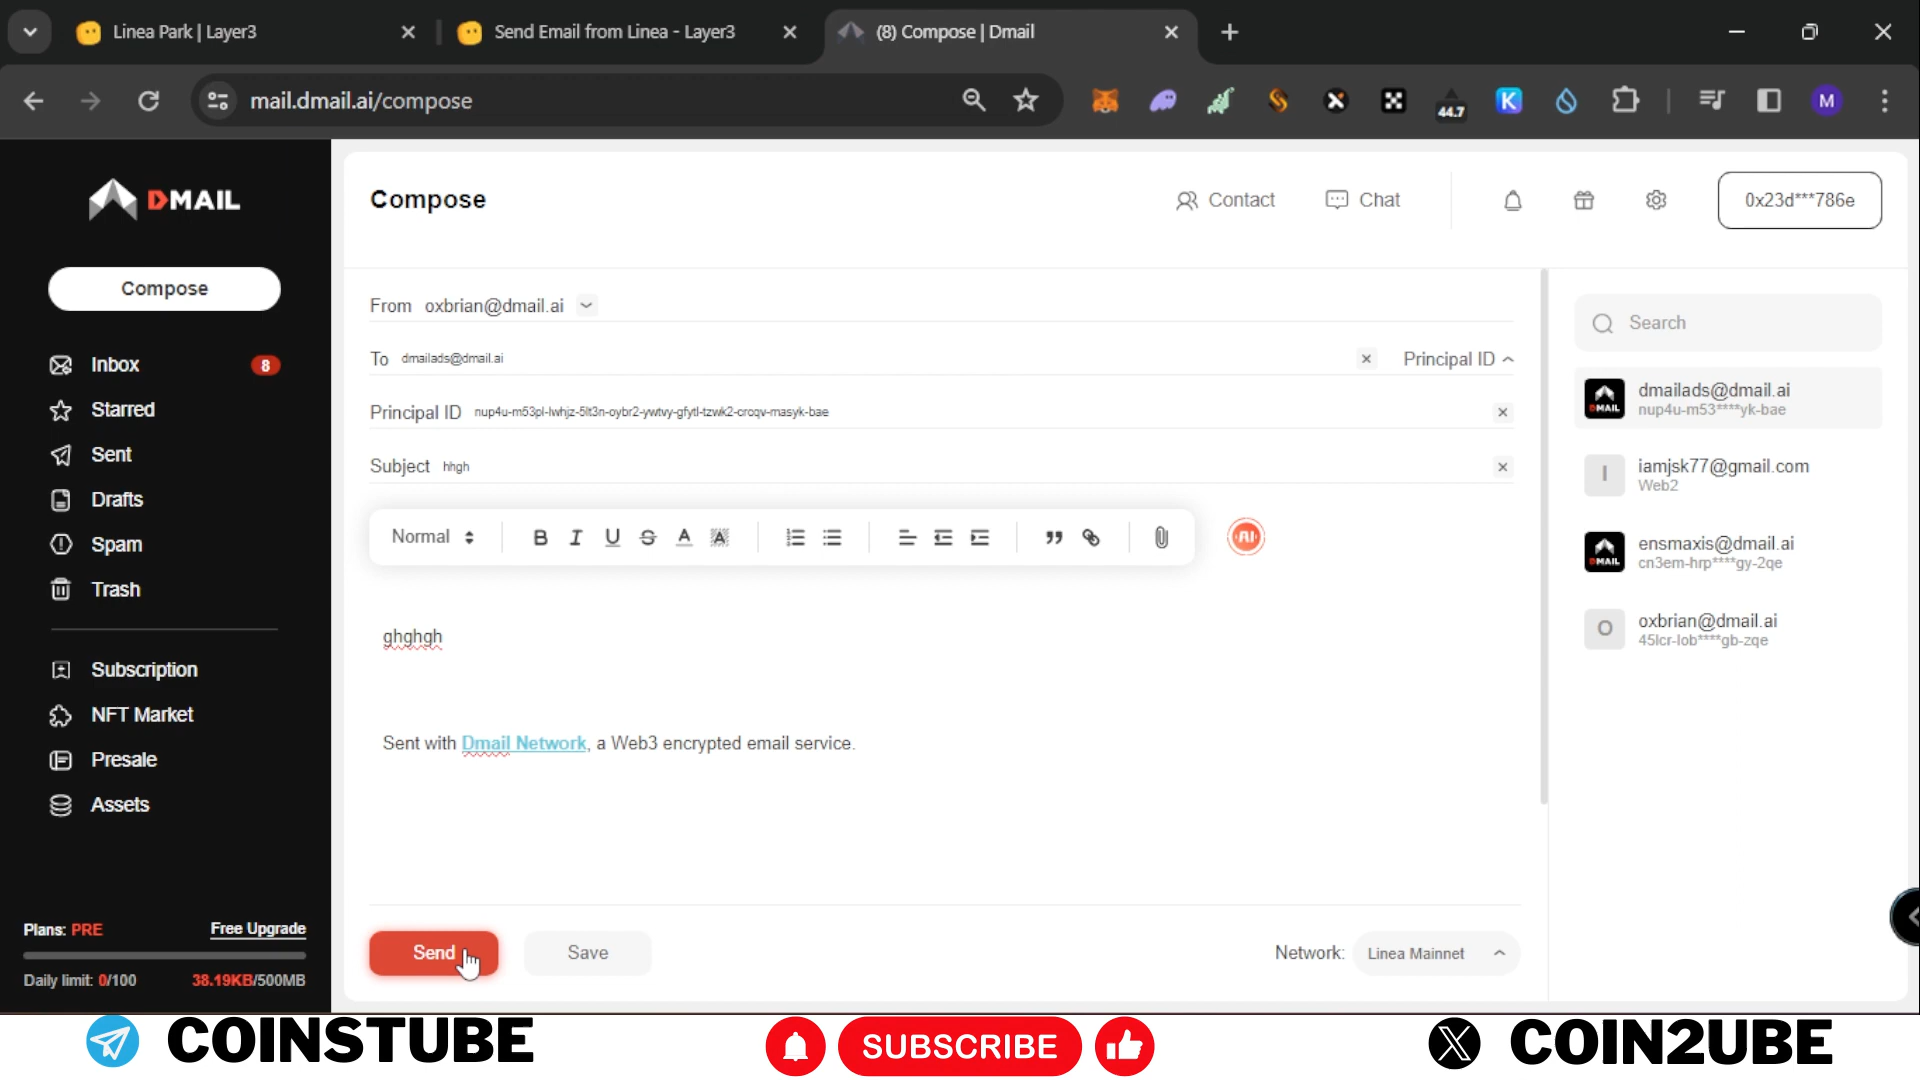 Linea Park | Layer3
Send Email from Linea - Layer3
(8) Compose | Dmail
mail.dmail.ai/compose
44.7
K
M
DMAIL
Compose
Contact
Chat
0x23d***786e
Compose
Inbox
8
Starred
Sent
Drafts
Spam
Trash
Subscription
NFT Market
Presale
Assets
Plans: PRE
Free Upgrade
Daily limit: 0/100
38.19KB/500MB
From oxbrian@dmail.ai
To dmailads@dmail.ai
Principal ID
Principal ID nup4u-m53pl-lwhjz-5lt3n-oybr2-ywtvy-gfytl-tzwk2-croqv-masyk-bae
Subject hhgh
Normal
B I U S A A
AI
ghghgh
Sent with Dmail Network, a Web3 encrypted email service.
Send
Save
Network: Linea Mainnet
Search
DMAIL
dmailads@dmail.ai
nup4u-m53****yk-bae
I
iamjsk77@gmail.com
Web2
DMAIL
ensmaxis@dmail.ai
cn3em-hrp****gy-2qe
O
oxbrian@dmail.ai
45lcr-lob****gb-zqe
COINSTUBE
SUBSCRIBE
COIN2UBE